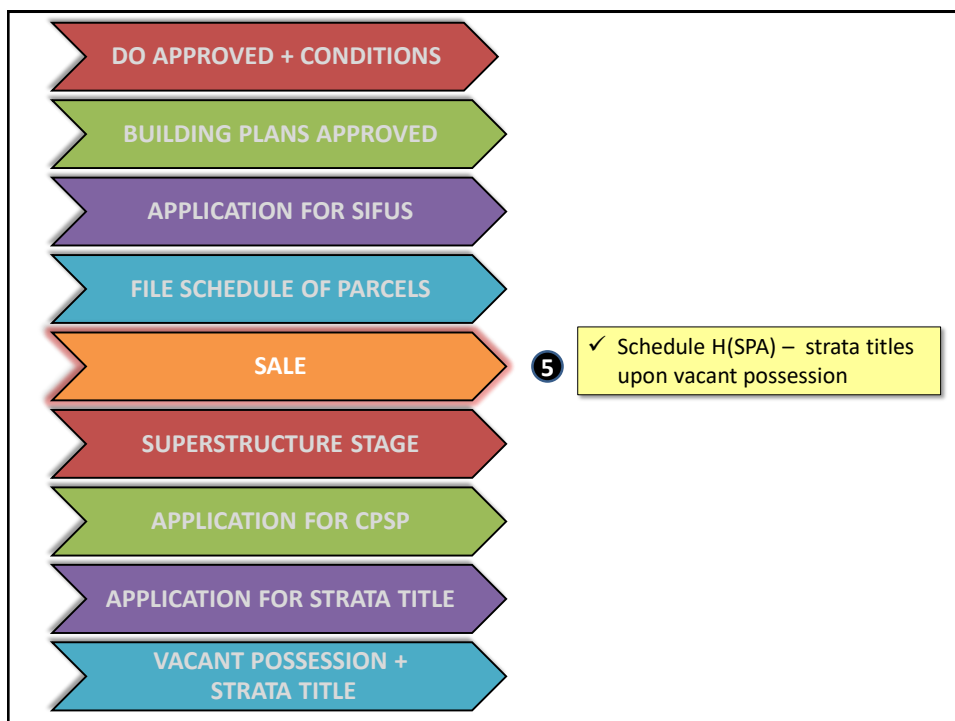 DO APPROVED + CONDITIONS
BUILDING PLANS APPROVED
APPLICATION FOR SIFUS
FILE SCHEDULE OF PARCELS
SALE
5
✓ Schedule H(SPA) – strata titles
upon vacant possession
SUPERSTRUCTURE STAGE
APPLICATION FOR CPSP
APPLICATION FOR STRATA TITLE
VACANT POSSESSION +
STRATA TITLE